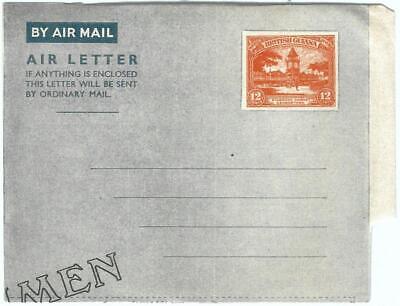 BY AIR MAIL
AIR LETTER
IF ANYTHING IS ENCLOSED
THIS LETTER WILL BE SENT
BY ORDINARY MAIL.
BRITISH GUIANA
12 12
MEN